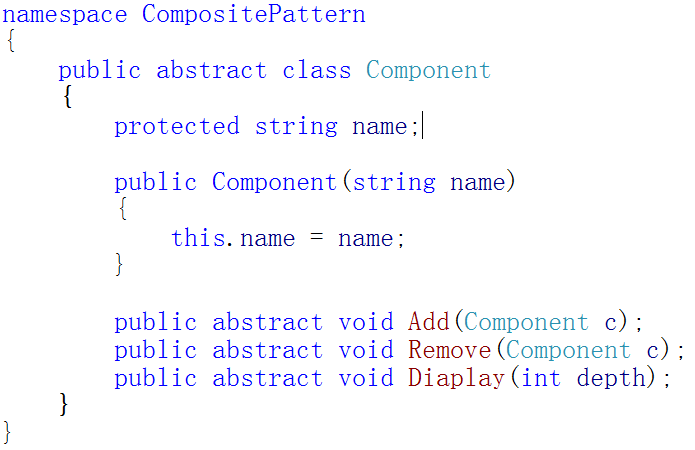 namespace CompositePattern
{
    public abstract class Component
    {
        protected string name;

        public Component(string name)
        {
            this.name = name;
        }

        public abstract void Add(Component c);
        public abstract void Remove(Component c);
        public abstract void Diaplay(int depth);
    }
}